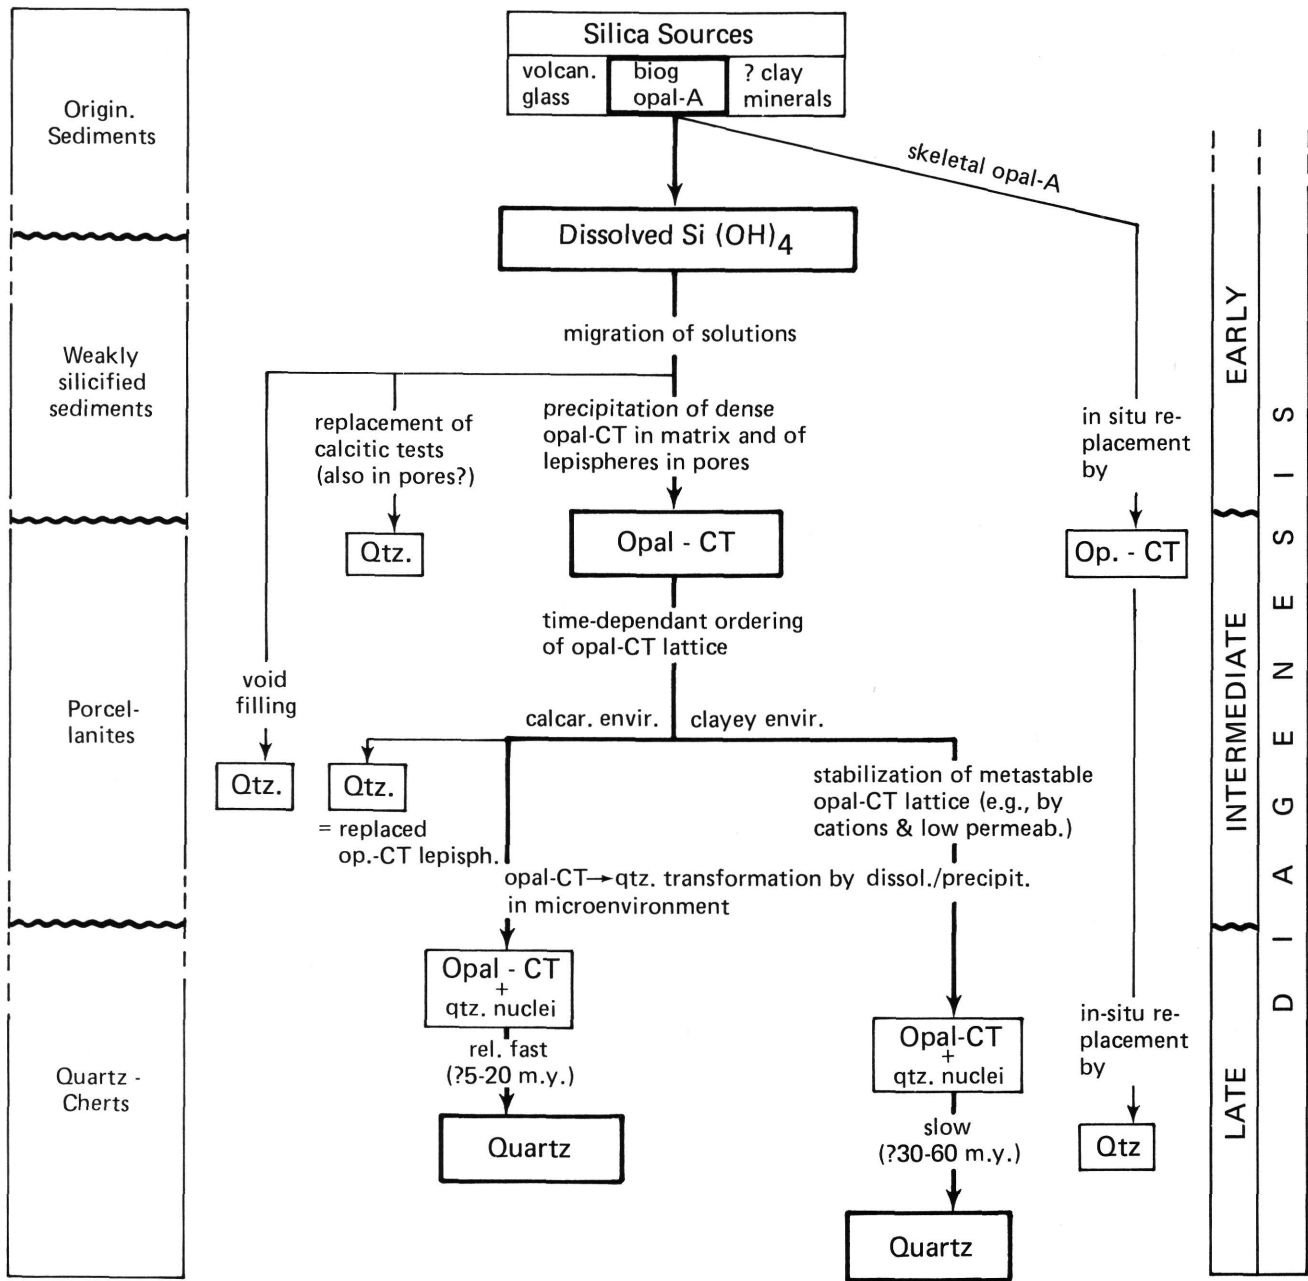 Silica Sources
volcan.
glass
biog
opal-A
? clay
minerals
Origin.
Sediments
skeletal opal-A
Dissolved Si (OH)4
migration of solutions
Weakly
silicified
sediments
replacement of
calcitic tests
(also in pores?)
precipitation of dense
opal-CT in matrix and of
lepispheres in pores
in situ re-
placement
by
EARLY
Qtz.
Opal - CT
Op. - CT
time-dependant ordering
of opal-CT lattice
void
filling
Porcel-
lanites
calcar. envir.
clayey envir.
Qtz.
Qtz.
= replaced
op.-CT lepisph.
stabilization of metastable
opal-CT lattice (e.g., by
cations & low permeab.)
opal-CT→qtz. transformation by dissol./precipit.
in microenvironment
INTERMEDIATE
DIAGENESIS
Opal - CT
+
qtz. nuclei
rel. fast
(?5-20 m.y.)
Quartz
Opal-CT
+
qtz. nuclei
slow
(?30-60 m.y.)
Quartz
in-situ re-
placement
by
Qtz
Quartz -
Cherts
LATE